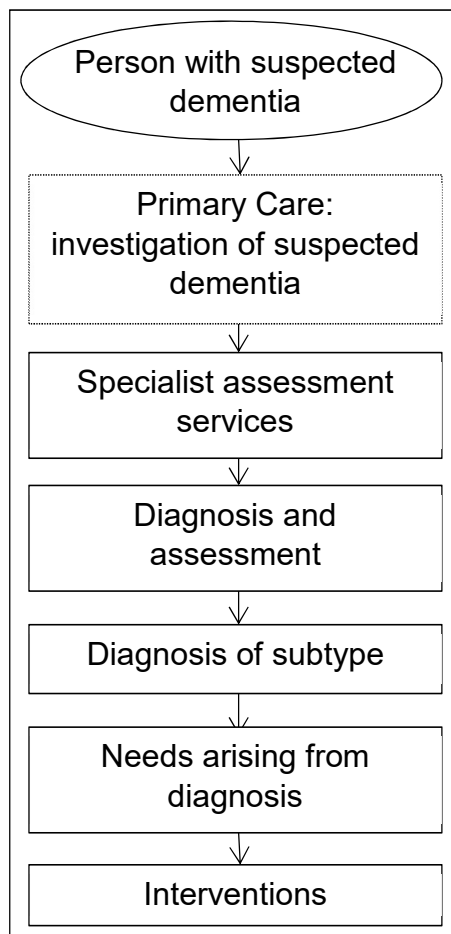 Person with suspected
dementia
Primary Care:
investigation of suspected
dementia
Specialist assessment
services
Diagnosis and
assessment
Diagnosis of subtype
Needs arising from
diagnosis
Interventions